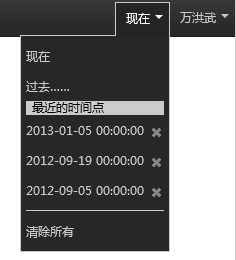 现在 万洪武
现在
过去......
最近的时间点
2013-01-05 00:00:00
2012-09-19 00:00:00
2012-09-05 00:00:00
清除所有